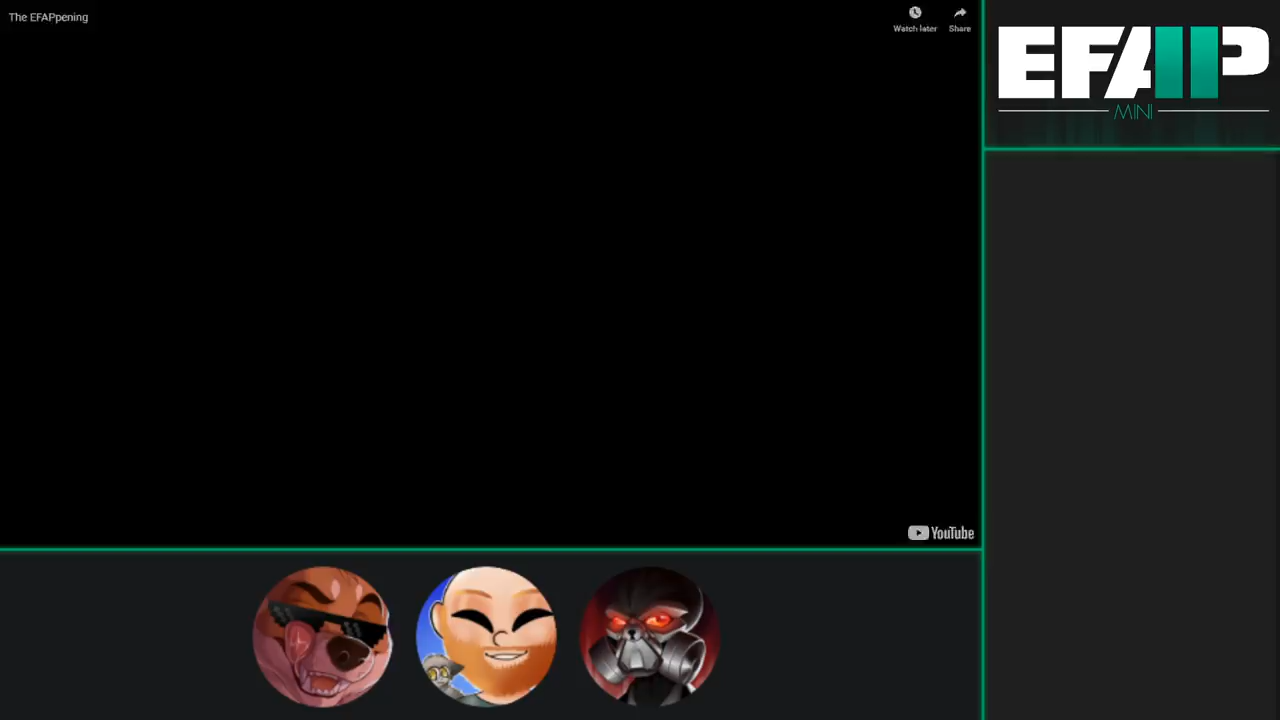 The EFAPpening
Watch later
Share
EFAP
MINI
YouTube